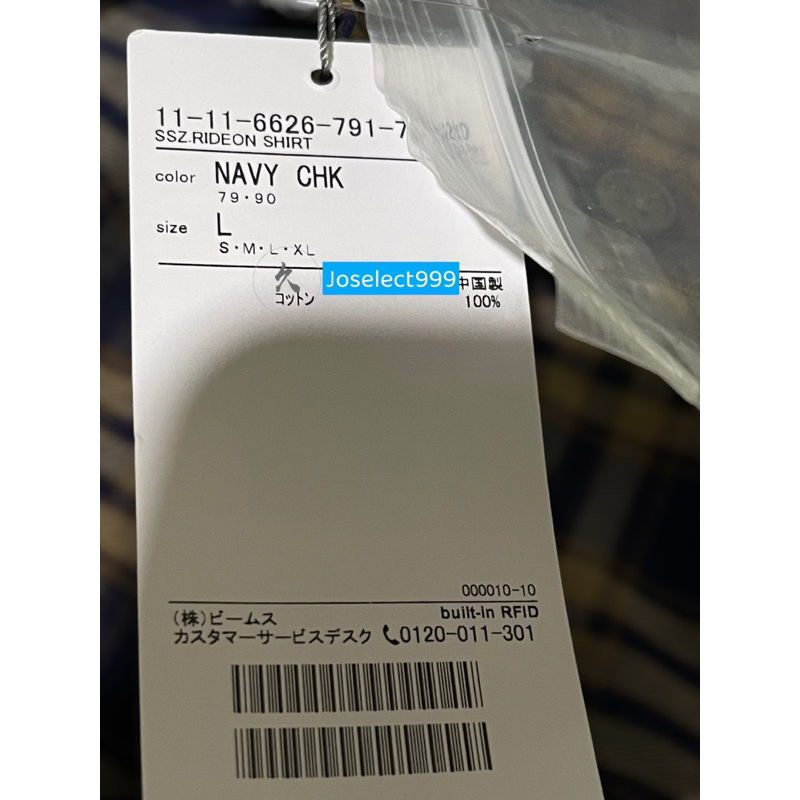 11-11-6626-791-7
SSZ.RIDEON SHIRT
color NAVY CHK
79・90
size L
S・M・L・XL
久 Joselect999 中国製
コットン 100%
000010-10
built-in RFID
(株)ビームス
カスタマーサービスデスク 0120-011-301